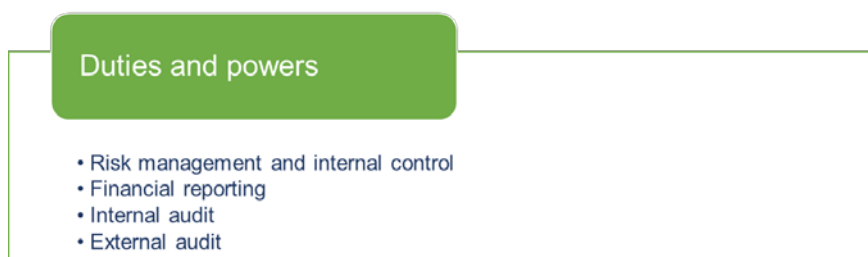 Duties and powers
• Risk management and internal control
• Financial reporting
• Internal audit
• External audit